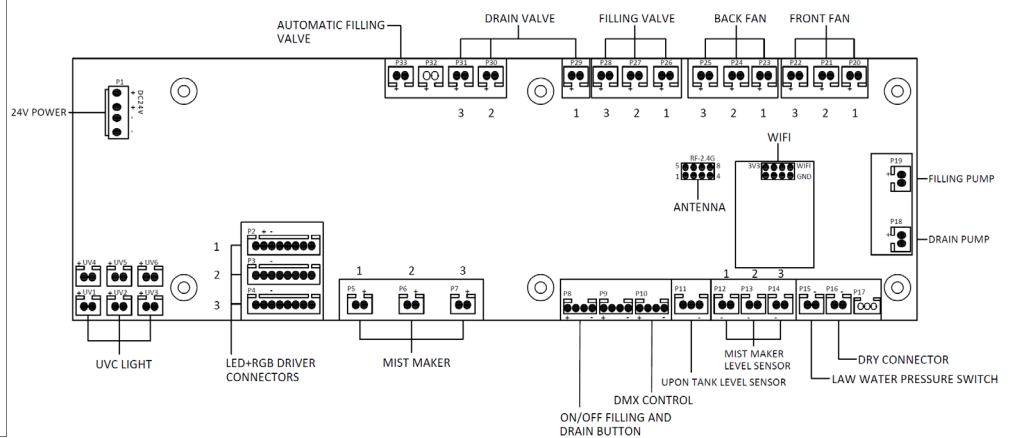 AUTOMATIC FILLING
VALVE
DRAIN VALVE
FILLING VALVE
BACK FAN
FRONT FAN
P33 P32 P31 P30 P29 P28 P27 P26 P25 P24 P23 P22 P21 P20
+ + + + + + + + + + + + +
3 2 1 3 2 1 3 2 1 3 2 1
P1
+
+
-
-
DC24V
24V POWER
WIFI
RF-2.4G
5 8
1 4
ANTENNA
3V3 WIFI
GND
P19
+
FILLING PUMP
P18
+
DRAIN PUMP
+ UV4 + UV5 + UV6
+ UV1 + UV2 + UV3
UVC LIGHT
1 P2 + -
2 P3
3 P4
LED+RGB DRIVER
CONNECTORS
1 2 3
P5 + P6 + P7 +
MIST MAKER
P8 P9 P10 P11
+ - + - + - -
1 2 3
P12 P13 P14
- - -
P15 - P16 - P17
MIST MAKER
LEVEL SENSOR
DRY CONNECTOR
UPON TANK LEVEL SENSOR
LAW WATER PRESSURE SWITCH
DMX CONTROL
ON/OFF FILLING AND
DRAIN BUTTON